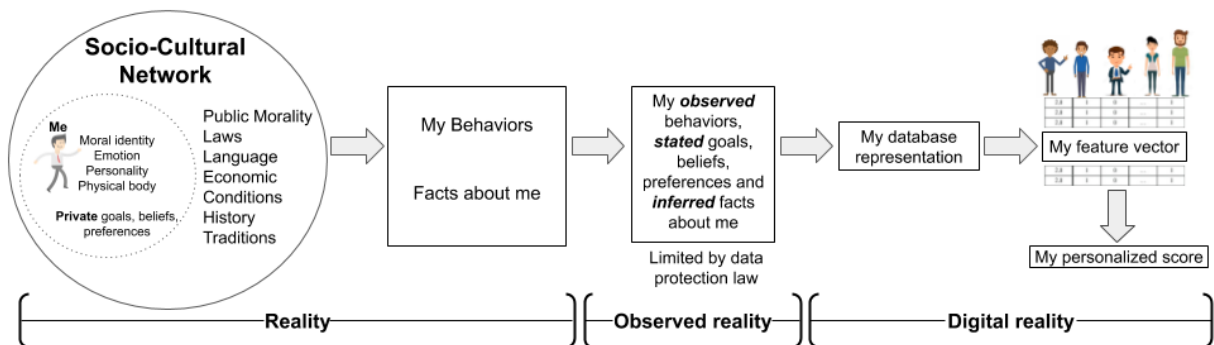 Socio-Cultural
Network
Me
Moral identity
Emotion
Personality
Physical body
Private goals, beliefs,
preferences
Public Morality
Laws
Language
Economic
Conditions
History
Traditions
My Behaviors
Facts about me
My observed
behaviors,
stated goals,
beliefs,
preferences and
inferred facts
about me
Limited by data
protection law
My database
representation
My feature vector
My personalized score
Reality
Observed reality
Digital reality